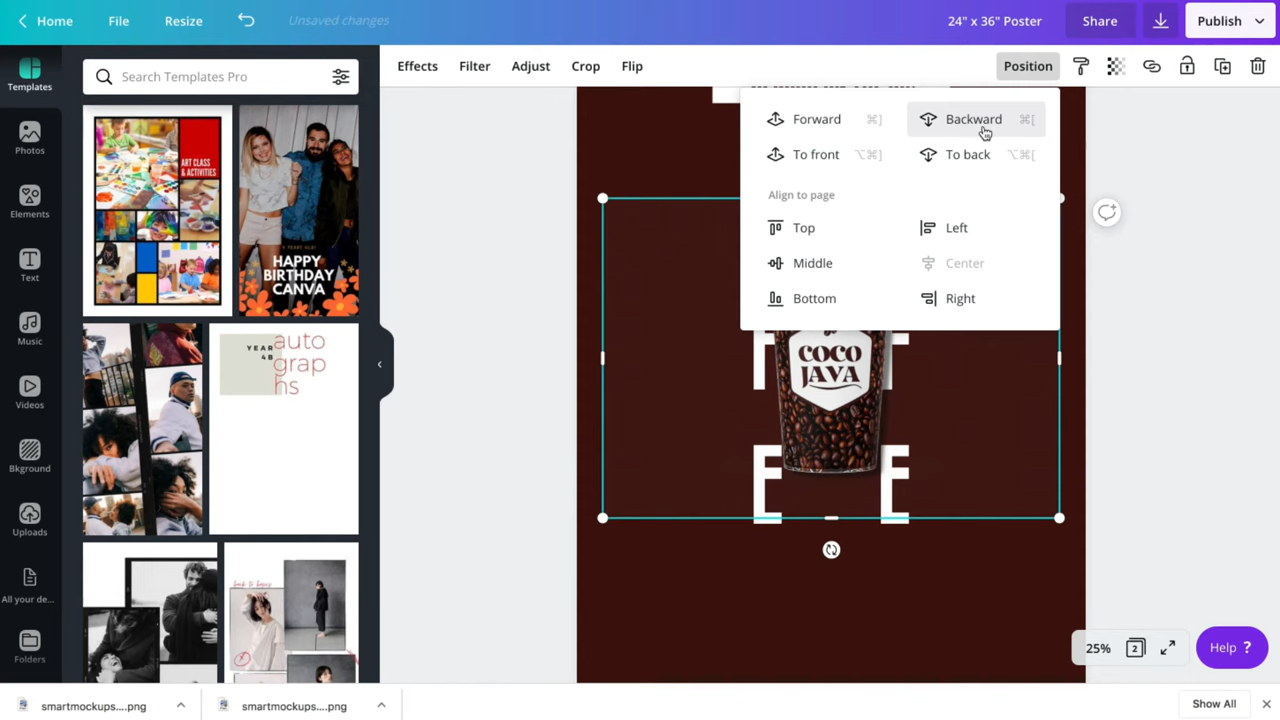 Home
File
Resize
Unsaved changes
24" x 36" Poster
Share
Publish
Templates
Photos
Elements
Text
Music
Videos
Bkground
Uploads
All your de...
Folders
Search Templates Pro
ART CLASS
& ACTIVITIES
HAPPY
BIRTHDAY
CANVA
YEAR
4B
auto
grap
hs
back to basics
Effects
Filter
Adjust
Crop
Flip
Position
Forward ⌘]
Backward ⌘[
To front ⌥⌘]
To back ⌥⌘[
Align to page
Top
Left
Middle
Center
Bottom
Right
COCO
JAVA
E E
25%
2
Help ?
smartmockups....png
smartmockups....png
Show All